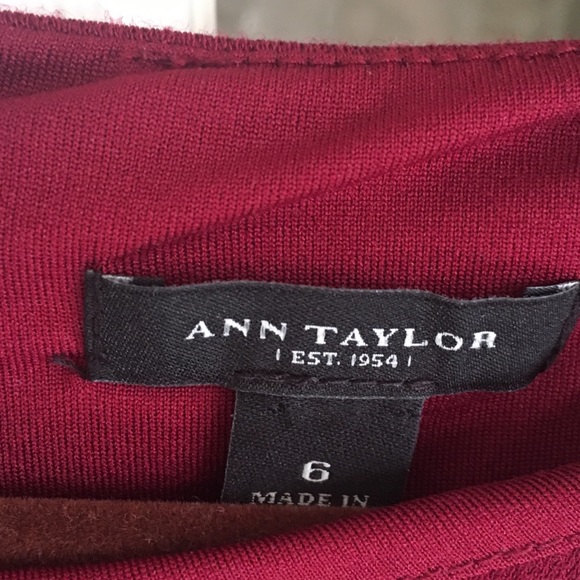 ANN TAYLOR
| EST. 1954 |
6
MADE IN